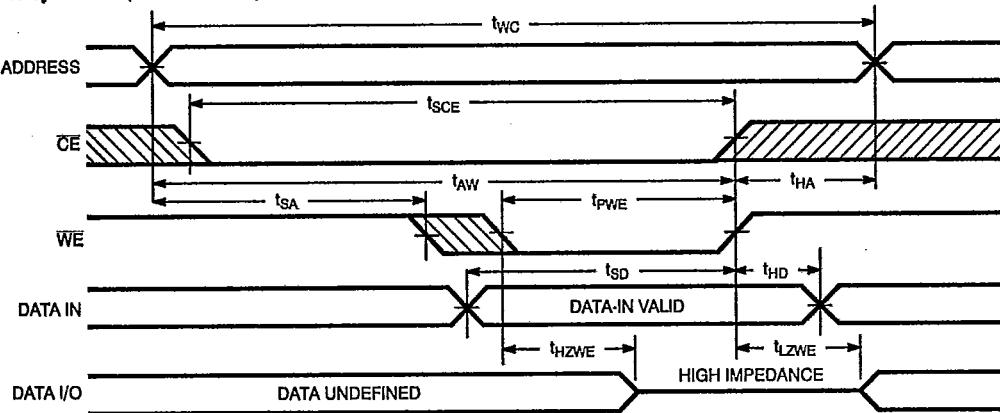 tWC
ADDRESS
tSCE
CE
tAW
tHA
tSA
tPWE
WE
tSD
tHD
DATA IN
DATA-IN VALID
tHZWE
tLZWE
HIGH IMPEDANCE
DATA I/O
DATA UNDEFINED